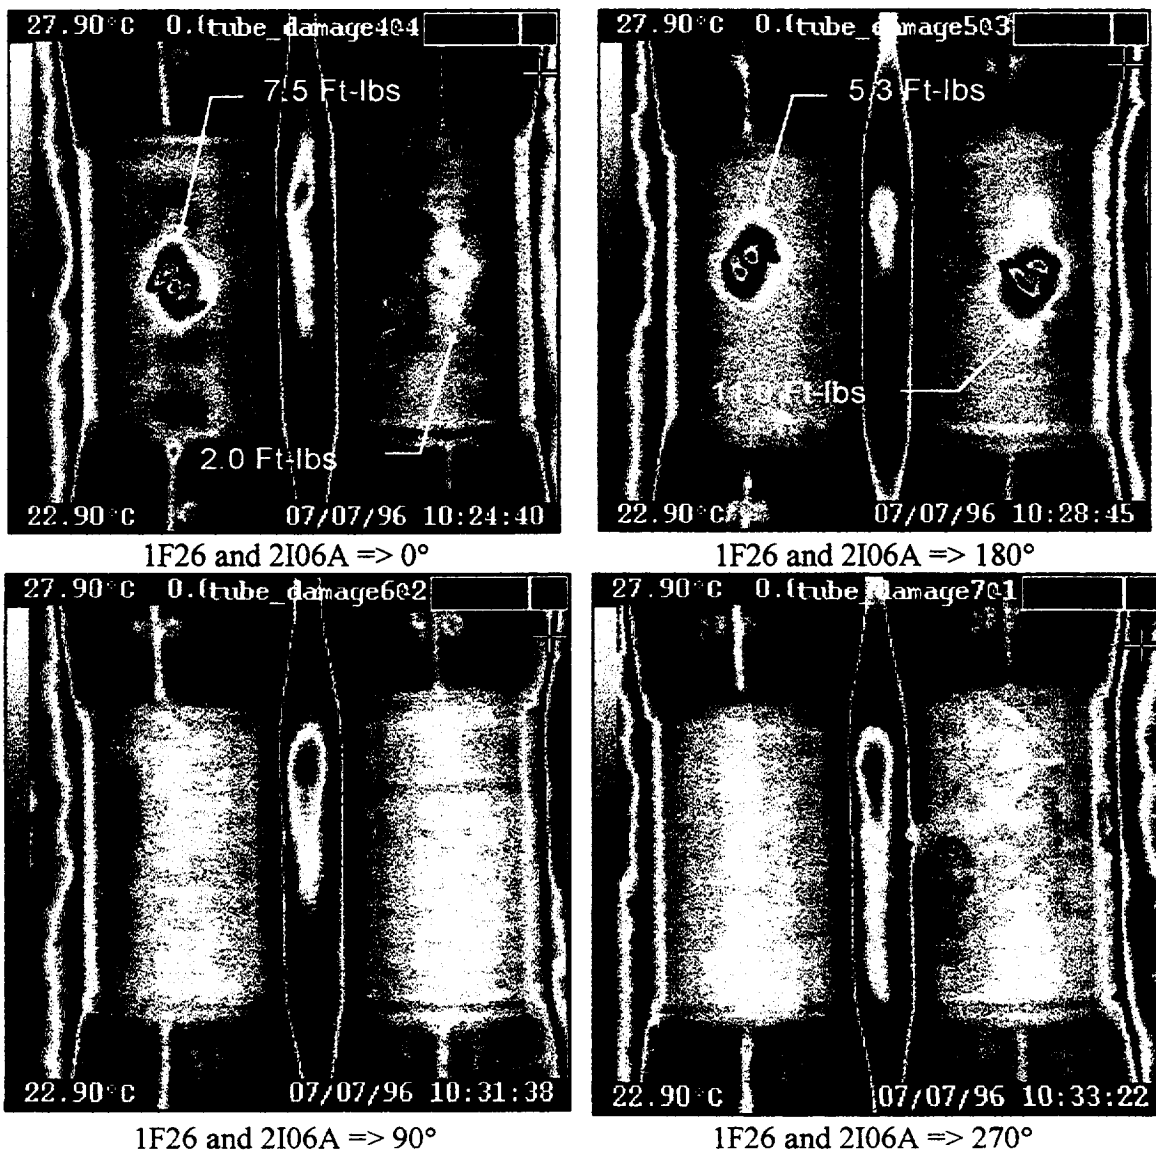 27.90°C 0.(tube_damage4@4
7.5 Ft-lbs
2.0 Ft-lbs
22.90°C 07/07/96 10:24:40
1F26 and 2I06A => 0°
27.90°C 0.(tube_damage5@3
5.3 Ft-lbs
11.0 Ft-lbs
22.90°C 07/07/96 10:28:45
1F26 and 2I06A => 180°
27.90°C 0.(tube_damage6@2
22.90°C 07/07/96 10:31:38
1F26 and 2I06A => 90°
27.90°C 0.(tube_damage7@1
22.90°C 07/07/96 10:33:22
1F26 and 2I06A => 270°